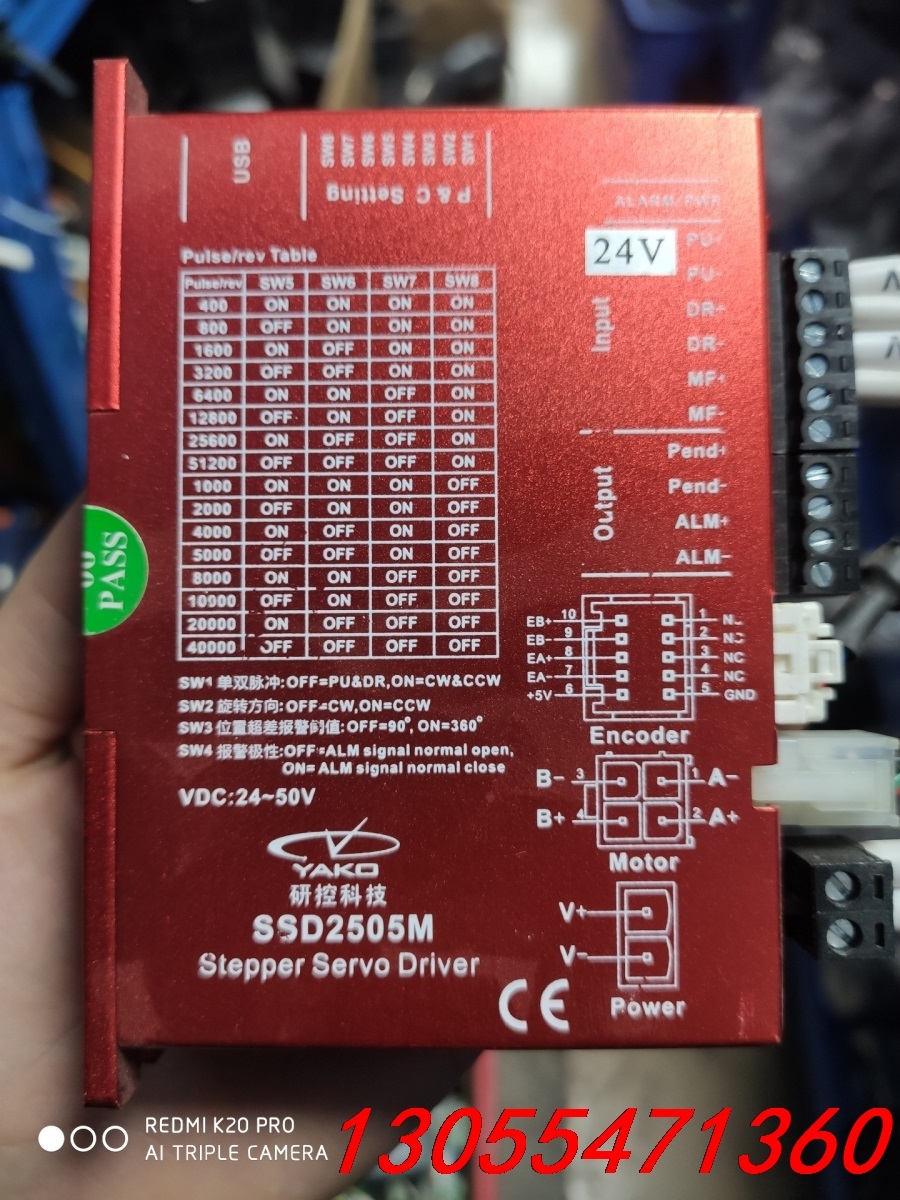 USB
SW8
SW7
SW6
SW5
SW4
SW3
SW2
SW1
P & C Setting
ALARM/PWR
24V
Input
PU+
PU-
DR+
DR-
MF+
MF-
Output
Pend+
Pend-
ALM+
ALM-
Pulse/rev Table
Pulse/rev SW5 SW6 SW7 SW8
400 ON ON ON ON
800 OFF ON ON ON
1600 ON OFF ON ON
3200 OFF OFF ON ON
6400 ON ON OFF ON
12800 OFF ON OFF ON
25600 ON OFF OFF ON
51200 OFF OFF OFF ON
1000 ON ON ON OFF
2000 OFF ON ON OFF
4000 ON OFF ON OFF
5000 OFF OFF ON OFF
8000 ON ON OFF OFF
10000 OFF ON OFF OFF
20000 ON OFF OFF OFF
40000 OFF OFF OFF OFF
PASS
SW1 单双脉冲:OFF=PU&DR,ON=CW&CCW
SW2 旋转方向:OFF=CW,ON=CCW
SW3 位置超差报警阈值:OFF=90°, ON=360°
SW4 报警极性:OFF=ALM signal normal open,
ON=ALM signal normal close
VDC:24~50V
EB+ 10 1 NC
EB- 9 2 NC
EA+ 8 3 NC
EA- 7 4 NC
+5V 6 5 GND
Encoder
B- 3 1 A-
B+ 4 2 A+
Motor
V+
V-
Power
YAKO
研控科技
SSD2505M
Stepper Servo Driver
CE
REDMI K20 PRO
AI TRIPLE CAMERA
13055471360